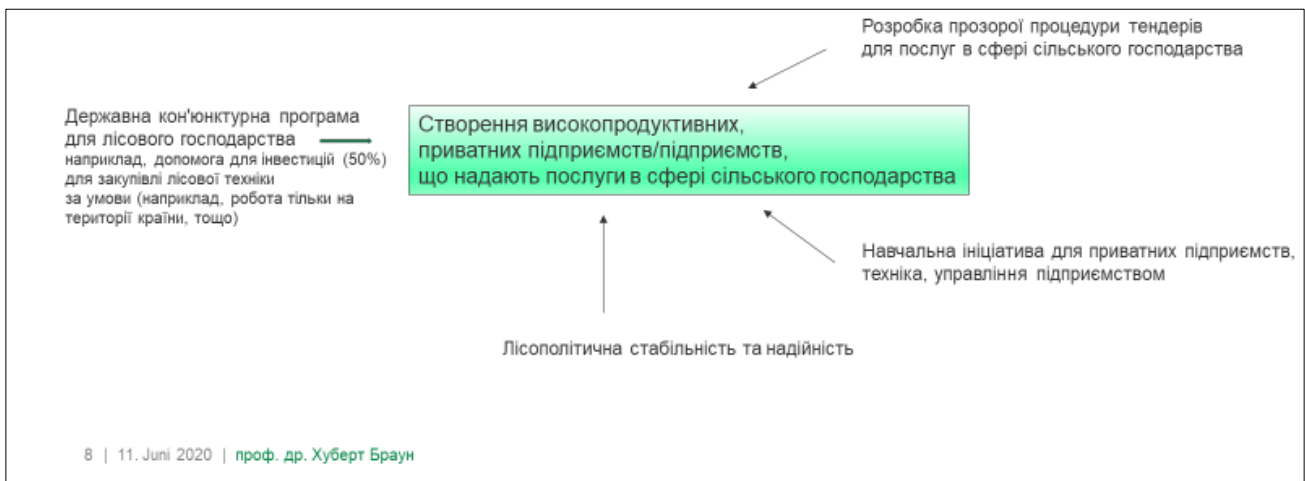 Розробка прозорої процедури тендерів
для послуг в сфері сільського господарства
Державна кон'юнктурна програма
для лісового господарства
наприклад, допомога для інвестицій (50%)
для закупівлі лісової техніки
за умови (наприклад, робота тільки на
території країни, тощо)
Створення високопродуктивних,
приватних підприємств/підприємств,
що надають послуги в сфері сільського господарства
Навчальна ініціатива для приватних підприємств,
техніка, управління підприємством
Лісополітична стабільність та надійність
8 | 11. Juni 2020 | проф. др. Хуберт Браун